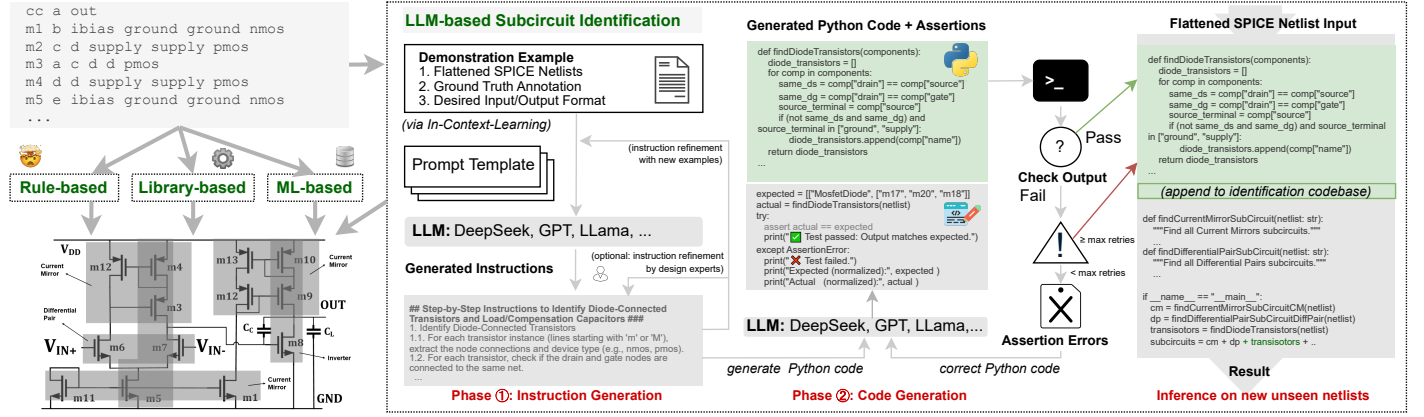 cc a out
m1 b ibias ground ground nmos
m2 c d supply supply pmos
m3 a c d d pmos
m4 d d supply supply pmos
m5 e ibias ground ground nmos
...
Rule-based
Library-based
ML-based
VDD
m12
m4
Current
Mirror
m3
Differential
Pair
VIN+
m6
m7
VIN-
m11
m5
m1
Current
Mirror
GND
m13
m10
Current
Mirror
m12
m9
OUT
CC
CL
m8
Inverter
LLM-based Subcircuit Identification
Demonstration Example
1. Flattened SPICE Netlists
2. Ground Truth Annotation
3. Desired Input/Output Format
(via In-Context-Learning)
Prompt Template
(instruction refinement
with new examples)
LLM: DeepSeek, GPT, LLama, ...
Generated Instructions
(optional: instruction refinement
by design experts)
## Step-by-Step Instructions to Identify Diode-Connected
Transistors and Load/Compensation Capacitors ###
1. Identify Diode-Connected Transistors
1.1. For each transistor instance (lines starting with 'm' or 'M'),
extract the node connections and device type (e.g., nmos, pmos).
1.2. For each transistor, check if the drain and gate nodes are
connected to the same net.
...
Phase ①: Instruction Generation
Generated Python Code + Assertions
def findDiodeTransistors(components):
diode_transistors = []
for comp in components:
same_ds = comp["drain"] == comp["source"]
same_dg = comp["drain"] == comp["gate"]
source_terminal = comp["source"]
if (not same_ds and same_dg) and
source_terminal in ["ground", "supply"]:
diode_transistors.append(comp["name"])
return diode_transistors
...
expected = [["MosfetDiode", ["m17", "m20", "m18"]]
actual = findDiodeTransistors(netlist)
try:
assert actual == expected
print("✅ Test passed: Output matches expected.")
except AssertionError:
print("❌ Test failed.")
print("Expected (normalized):", expected )
print("Actual (normalized):", actual )
LLM: DeepSeek, GPT, LLama,...
generate Python code
correct Python code
Phase ②: Code Generation
>_
?
Pass
Check Output
Fail
!
≥ max retries
< max retries
Assertion Errors
Flattened SPICE Netlist Input
def findDiodeTransistors(components):
diode_transistors = []
for comp in components:
same_ds = comp["drain"] == comp["source"]
same_dg = comp["drain"] == comp["gate"]
source_terminal = comp["source"]
if (not same_ds and same_dg) and source_terminal
in ["ground", "supply"]:
diode_transistors.append(comp["name"])
return diode_transistors
...
(append to identification codebase)
def findCurrentMirrorSubCircuit(netlist: str):
"""Find all Current Mirrors subcircuits."""
...
def findDifferentialPairSubCircuit(netlist: str):
"""Find all Differential Pairs subcircuits."""
...
if __name__ == "__main__":
cm = findCurrentMirrorSubCircuitCM(netlist)
dp = findDifferentialPairSubCircuitDiffPair(netlist)
transisotors = findDiodeTransistors(netlist)
subcircuits = cm + dp + transisotors + ..
Result
Inference on new unseen netlists